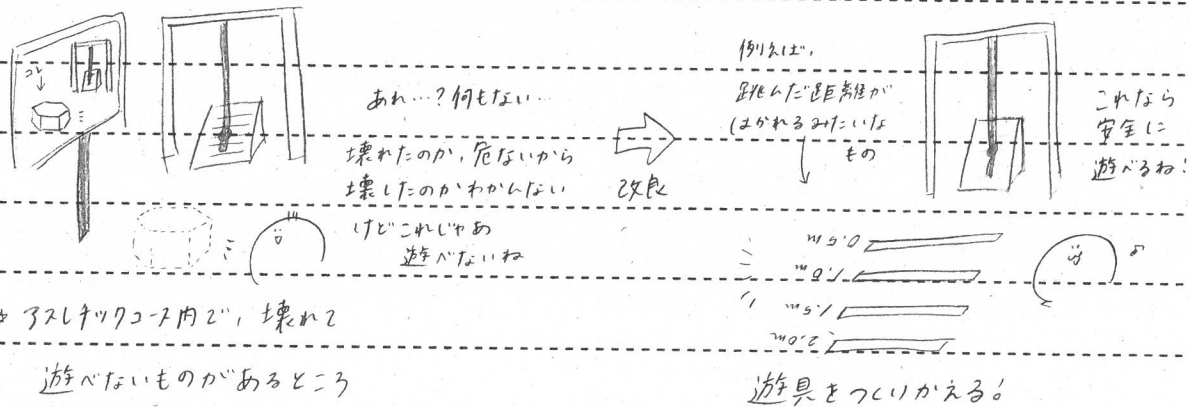 コレ
あれ…?何もない…
壊れたのか、危ないから
壊したのかわかんない
けどこれじゃあ
遊べないね
アスレチックコース内で、壊れて
遊べないものがあるところ
改良
例えば、
跳んだ距離が
はかれるみたいな
もの
これなら
安全に
遊べるね!
0.5m
1.0m
1.5m
2.0m
遊具をつくりかえる!